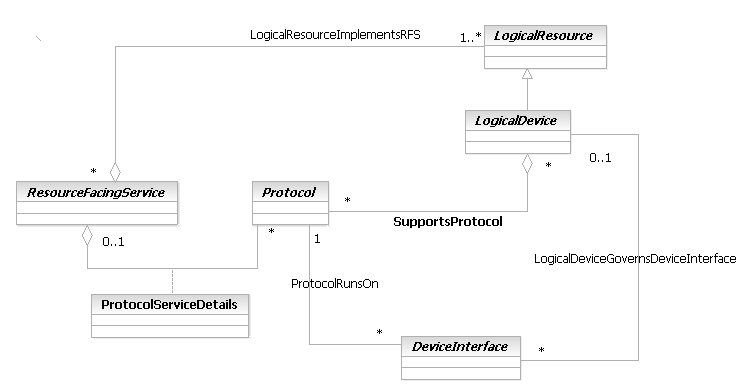 LogicalResourceImplementsRFS
1..*
LogicalResource
LogicalDevice
*
0..1
*
ResourceFacingService
Protocol
*
SupportsProtocol
0..1
*
1
LogicalDeviceGovernsDeviceInterface
ProtocolRunsOn
ProtocolServiceDetails
*
DeviceInterface
*